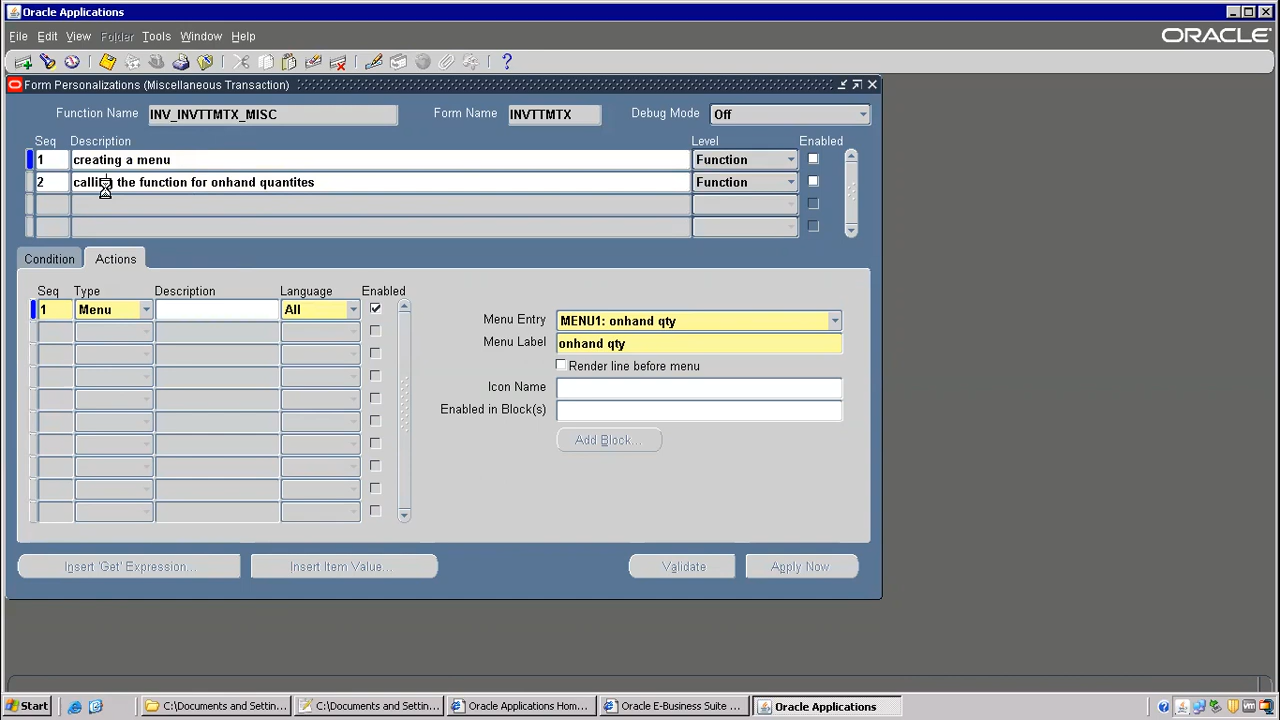 Oracle Applications
File Edit View Folder Tools Window Help
ORACLE
Form Personalizations (Miscellaneous Transaction)
Function Name INV_INVTTMTX_MISC Form Name INVTTMTX Debug Mode Off
Seq Description Level Enabled
1 creating a menu Function
2 calling the function for onhand quantites Function
Condition Actions
Seq Type Description Language Enabled
1 Menu All
Menu Entry MENU1: onhand qty
Menu Label onhand qty
Render line before menu
Icon Name
Enabled in Block(s)
Add Block...
Insert 'Get' Expression... Insert Item Value... Validate Apply Now
Start C:\Documents and Settin... C:\Documents and Settin... Oracle Applications Hom... Oracle E-Business Suite ... Oracle Applications